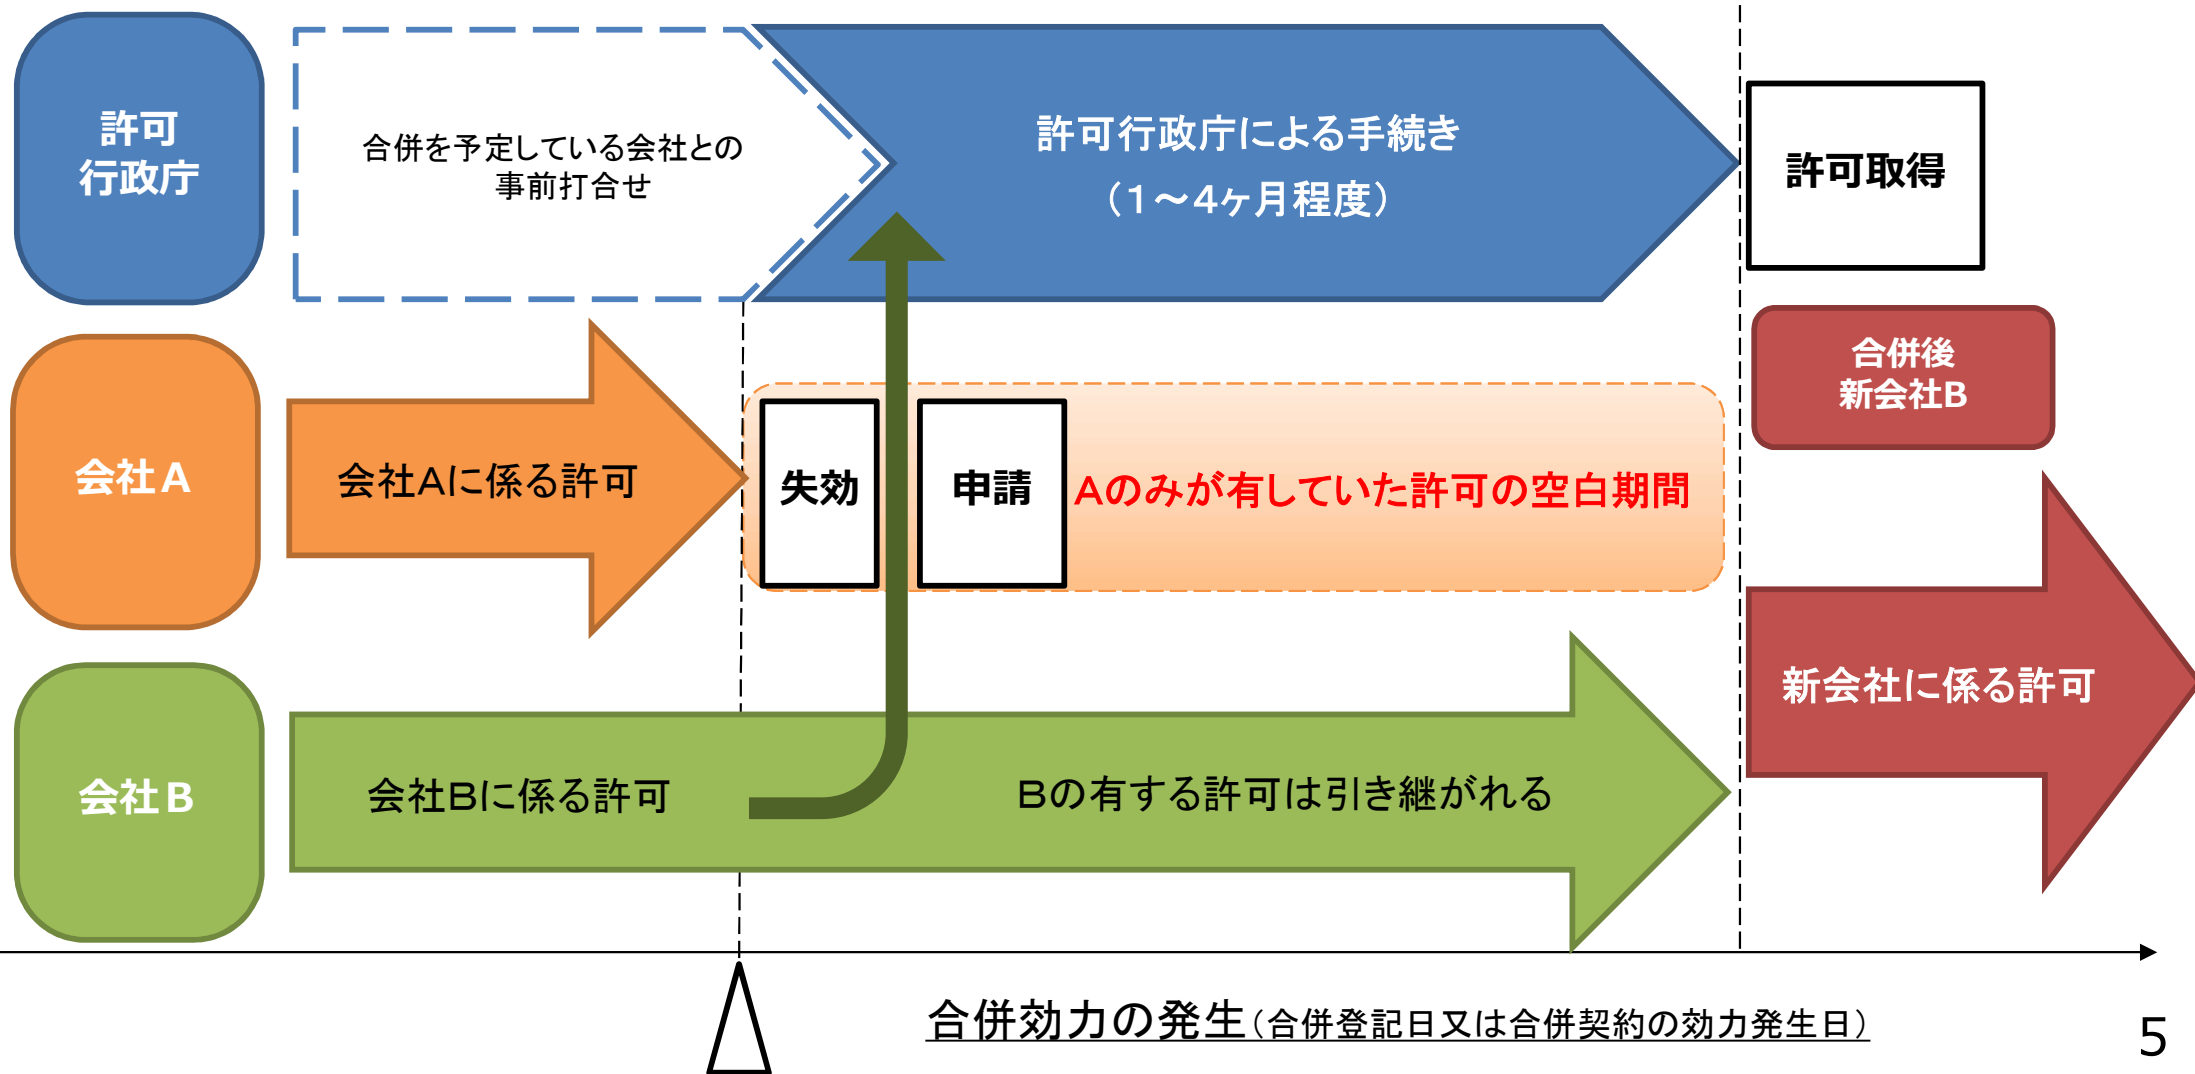 許可
行政庁
合併を予定している会社との
事前打合せ
許可行政庁による手続き
（1～4ヶ月程度）
許可取得
合併後
新会社B
会社A
会社Aに係る許可
失効
申請
Aのみが有していた許可の空白期間
新会社に係る許可
会社B
会社Bに係る許可
Bの有する許可は引き継がれる
合併効力の発生（合併登記日又は合併契約の効力発生日）
5